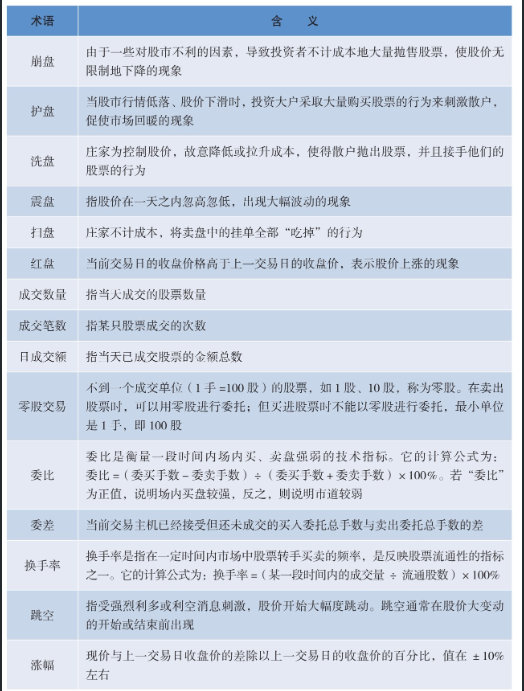 术语 含义
崩盘 由于一些对股市不利的因素，导致投资者不计成本地大量抛售股票，使股价无
限制地下降的现象
护盘 当股市行情低落、股价下滑时，投资大户采取大量购买股票的行为来刺激散户，
促使市场回暖的现象
洗盘 庄家为控制股价，故意降低或拉升成本，使得散户抛出股票，并且接手他们的
股票的行为
震盘 指股价在一天之内忽高忽低，出现大幅波动的现象
扫盘 庄家不计成本，将卖盘中的挂单全部“吃掉”的行为
红盘 当前交易日的收盘价格高于上一交易日的收盘价，表示股价上涨的现象
成交数量 指当天成交的股票数量
成交笔数 指某只股票成交的次数
日成交额 指当天已成交股票的金额总数
零股交易 不到一个成交单位（1手=100股）的股票，如1股、10股，称为零股。在卖出
股票时，可以用零股进行委托；但买进股票时不能以零股进行委托，最小单位
是1手，即100股
委比 委比是衡量一段时间内场内买、卖盘强弱的技术指标。它的计算公式为：
委比=（委买手数－委卖手数）÷（委买手数+委卖手数）×100%。若“委比”
为正值，说明场内买盘较强，反之，则说明市道较弱
委差 当前交易主机已经接受但还未成交的买入委托总手数与卖出委托总手数的差
换手率 换手率是指在一定时间内市场中股票转手买卖的频率，是反映股票流通性的指标
之一。它的计算公式为：换手率=（某一段时间内的成交量÷流通股数）×100%
跳空 指受强烈利多或利空消息刺激，股价开始大幅度跳动。跳空通常在股价大变动
的开始或结束前出现
涨幅 现价与上一交易日收盘价的差除以上一交易日的收盘价的百分比，值在±10%
左右